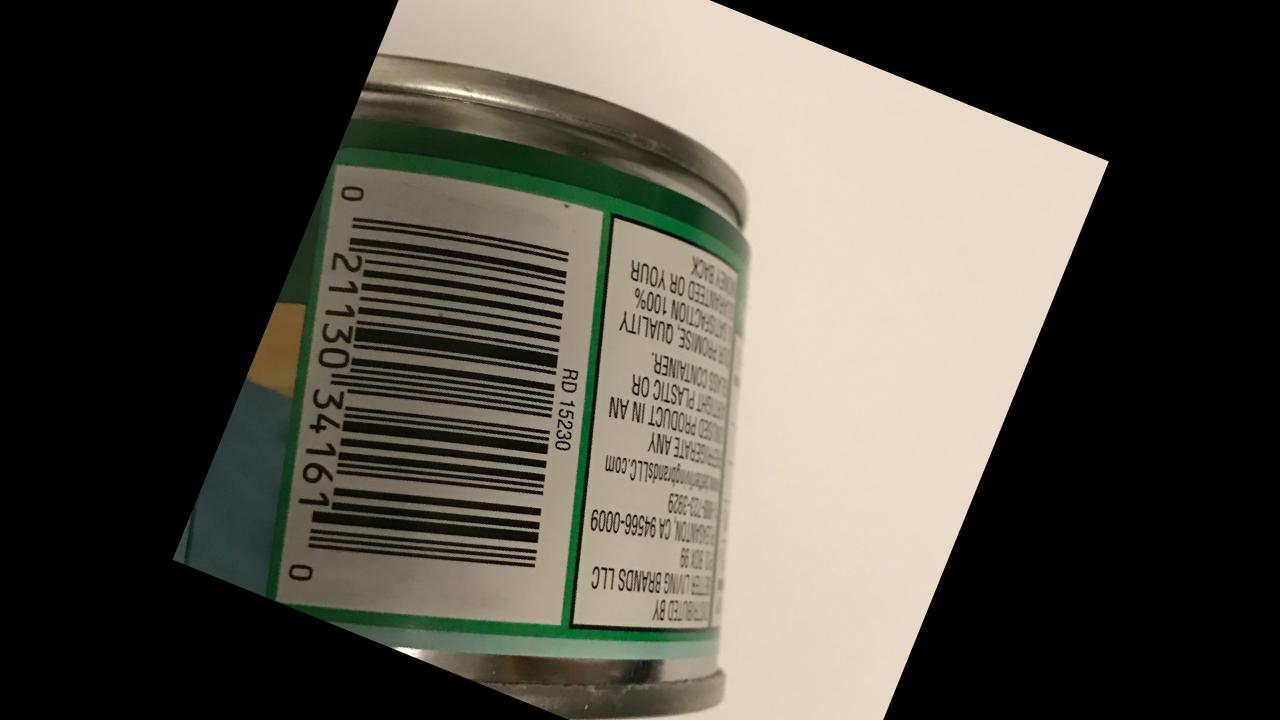 0 21130 34161 0
RD 15230
DISTRIBUTED BY
BETTER LIVING BRANDS LLC
P.O. BOX 99
PLEASANTON, CA 94566-0009
1-888-723-3929
www.betterlivingbrandsLLC.com
REFRIGERATE ANY
UNUSED PRODUCT IN AN
AIRTIGHT PLASTIC OR
GLASS CONTAINER.
OUR PROMISE, QUALITY
& SATISFACTION 100%
GUARANTEED OR YOUR
MONEY BACK